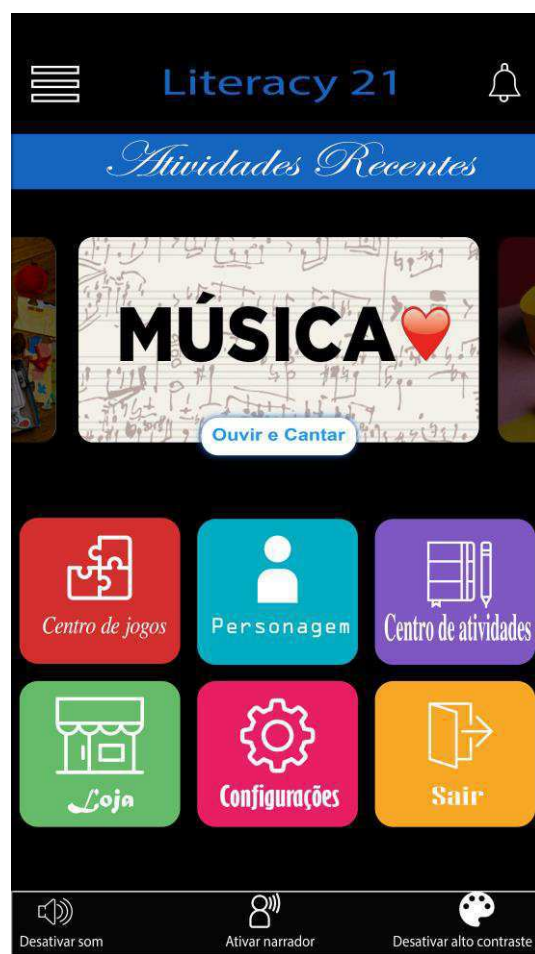 Literacy 21
Atividades Recentes
MÚSICA❤️
Ouvir e Cantar
Centro de jogos
Personagem
Centro de atividades
Loja
Configurações
Sair
Desativar som
Ativar narrador
Desativar alto contraste